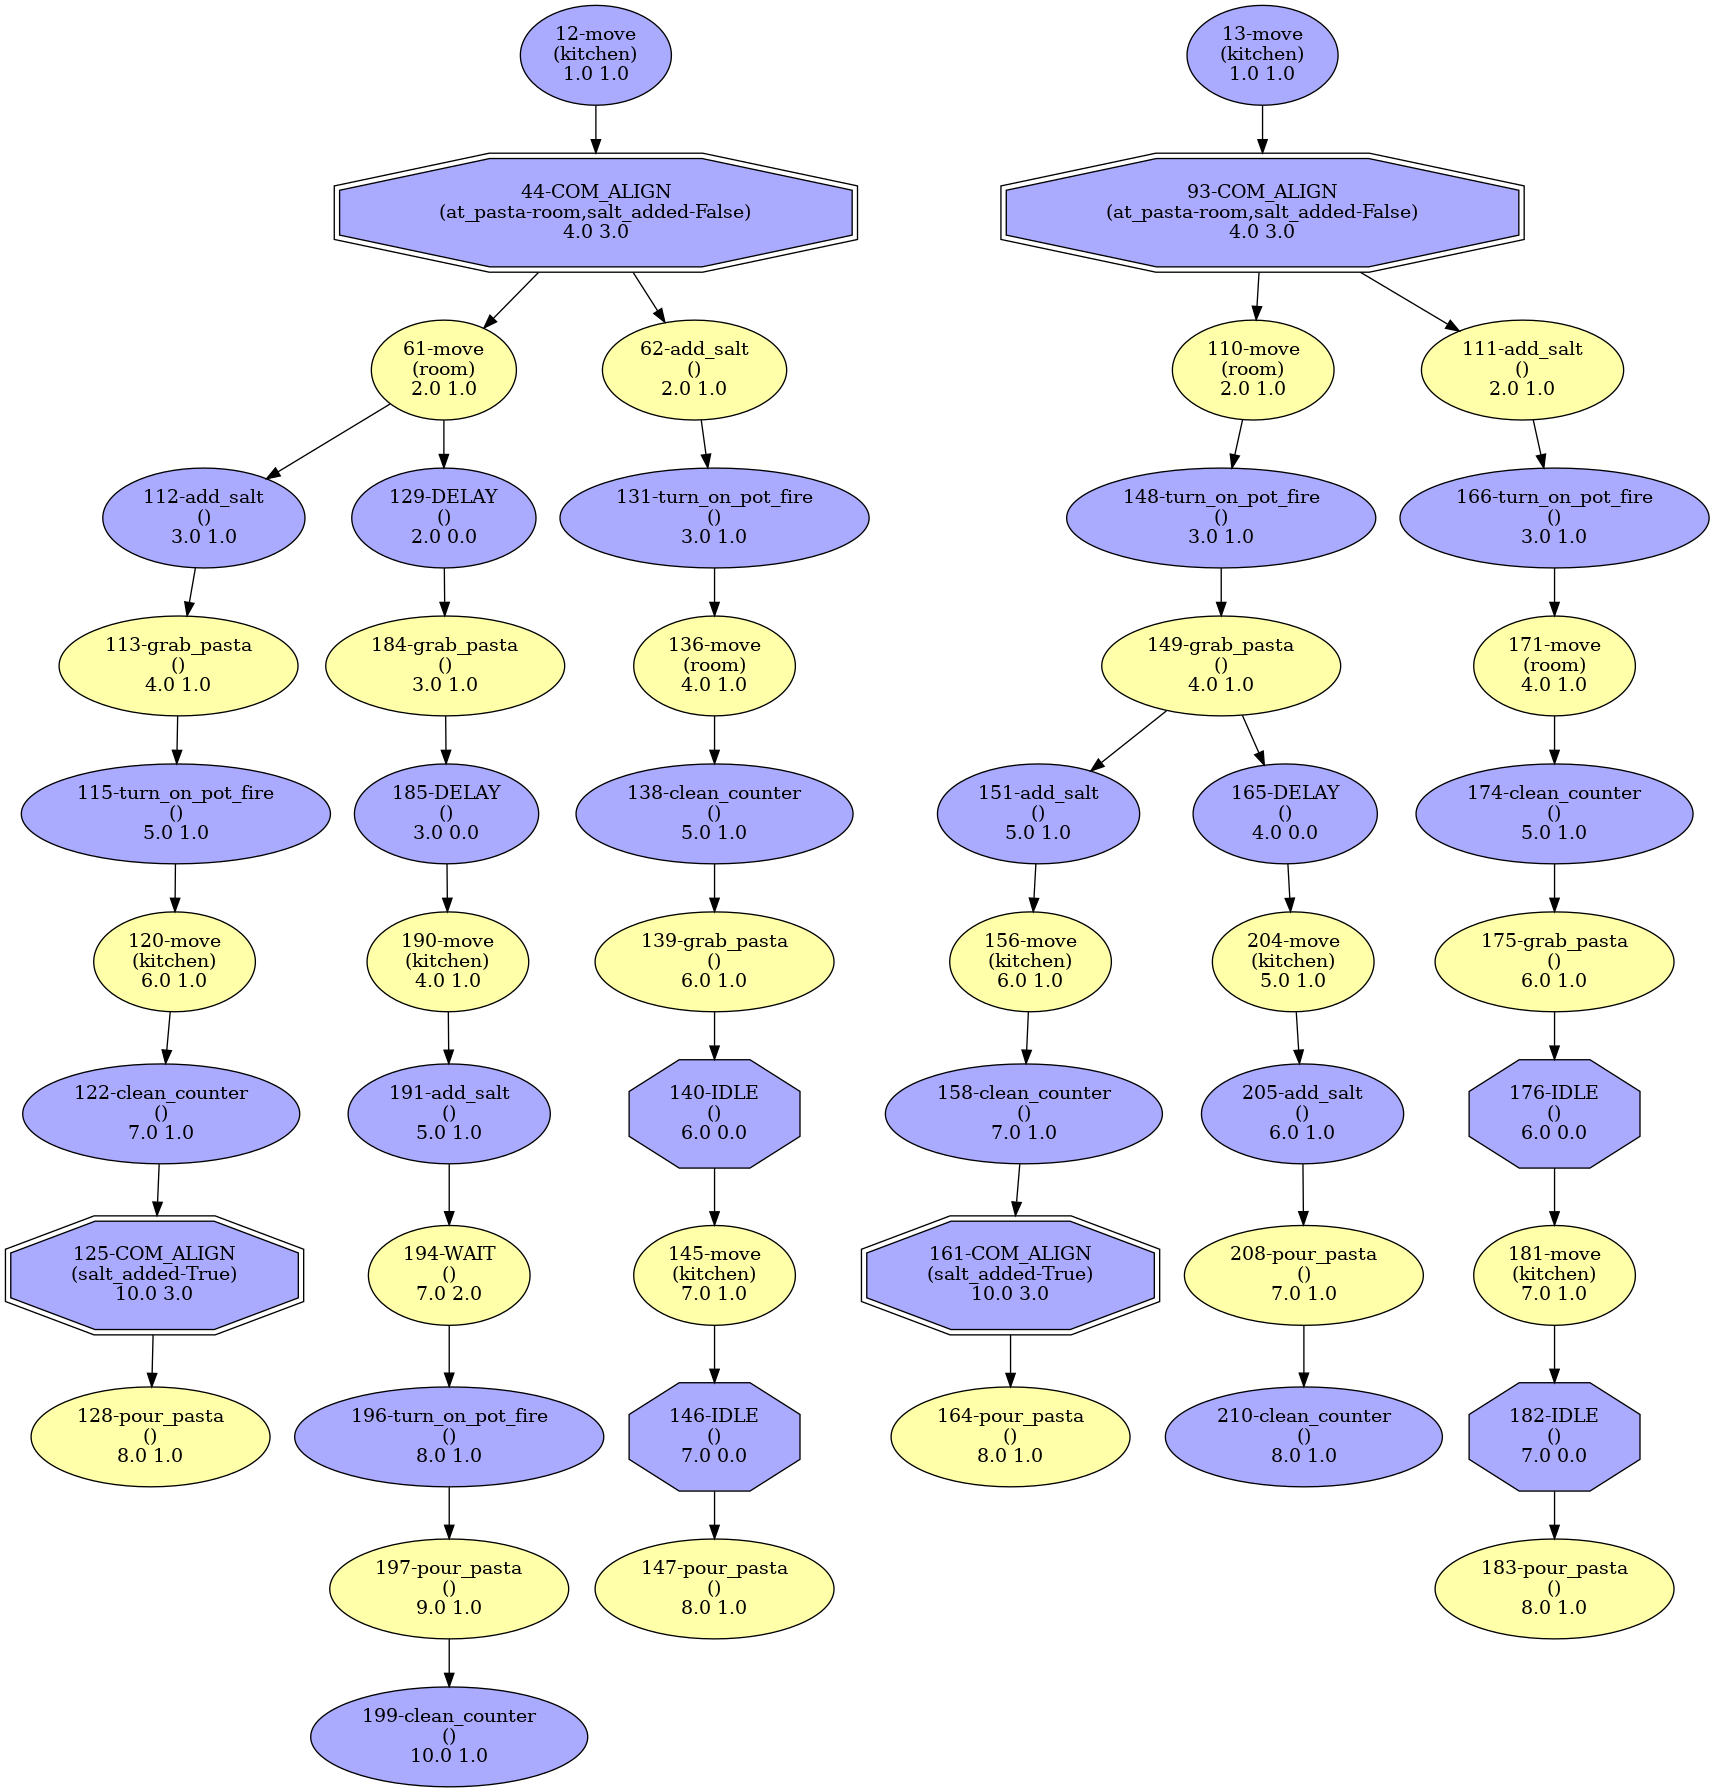 12-move
(kitchen)
1.0 1.0
13-move
(kitchen)
1.0 1.0
44-COM_ALIGN
(at_pasta-room,salt_added-False)
4.0 3.0
93-COM_ALIGN
(at_pasta-room,salt_added-False)
4.0 3.0
61-move
(room)
2.0 1.0
62-add_salt
()
2.0 1.0
110-move
(room)
2.0 1.0
111-add_salt
()
2.0 1.0
112-add_salt
()
3.0 1.0
129-DELAY
()
2.0 0.0
131-turn_on_pot_fire
()
3.0 1.0
148-turn_on_pot_fire
()
3.0 1.0
166-turn_on_pot_fire
()
3.0 1.0
113-grab_pasta
()
4.0 1.0
184-grab_pasta
()
3.0 1.0
136-move
(room)
4.0 1.0
149-grab_pasta
()
4.0 1.0
171-move
(room)
4.0 1.0
115-turn_on_pot_fire
()
5.0 1.0
185-DELAY
()
3.0 0.0
138-clean_counter
()
5.0 1.0
151-add_salt
()
5.0 1.0
165-DELAY
()
4.0 0.0
174-clean_counter
()
5.0 1.0
120-move
(kitchen)
6.0 1.0
190-move
(kitchen)
4.0 1.0
139-grab_pasta
()
6.0 1.0
156-move
(kitchen)
6.0 1.0
204-move
(kitchen)
5.0 1.0
175-grab_pasta
()
6.0 1.0
122-clean_counter
()
7.0 1.0
191-add_salt
()
5.0 1.0
140-IDLE
()
6.0 0.0
158-clean_counter
()
7.0 1.0
205-add_salt
()
6.0 1.0
176-IDLE
()
6.0 0.0
125-COM_ALIGN
(salt_added-True)
10.0 3.0
194-WAIT
()
7.0 2.0
145-move
(kitchen)
7.0 1.0
161-COM_ALIGN
(salt_added-True)
10.0 3.0
208-pour_pasta
()
7.0 1.0
181-move
(kitchen)
7.0 1.0
128-pour_pasta
()
8.0 1.0
196-turn_on_pot_fire
()
8.0 1.0
146-IDLE
()
7.0 0.0
164-pour_pasta
()
8.0 1.0
210-clean_counter
()
8.0 1.0
182-IDLE
()
7.0 0.0
197-pour_pasta
()
9.0 1.0
147-pour_pasta
()
8.0 1.0
183-pour_pasta
()
8.0 1.0
199-clean_counter
()
10.0 1.0